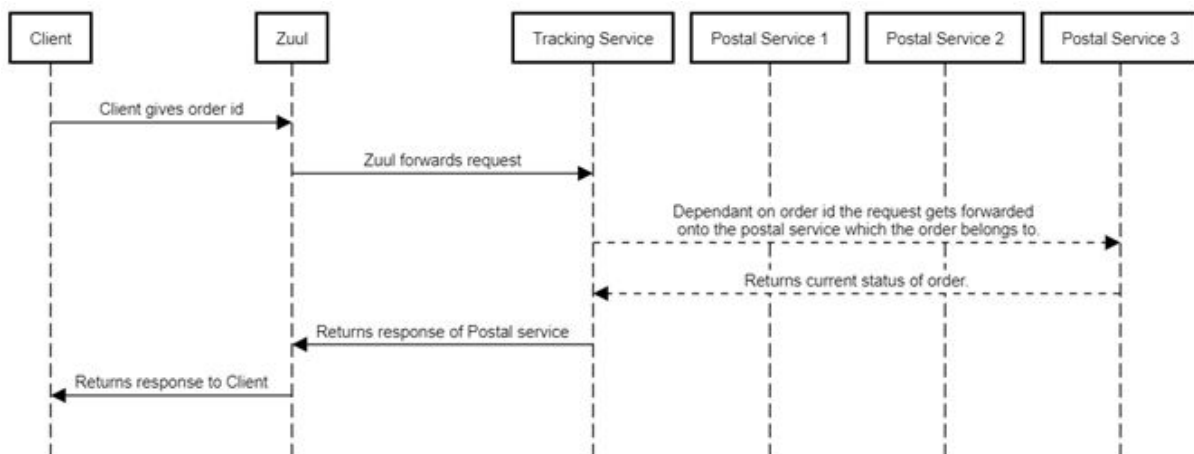 Client
Zuul
Tracking Service
Postal Service 1
Postal Service 2
Postal Service 3
Client gives order id
Zuul forwards request
Dependant on order id the request gets forwarded
onto the postal service which the order belongs to.
Returns current status of order.
Returns response of Postal service
Returns response to Client